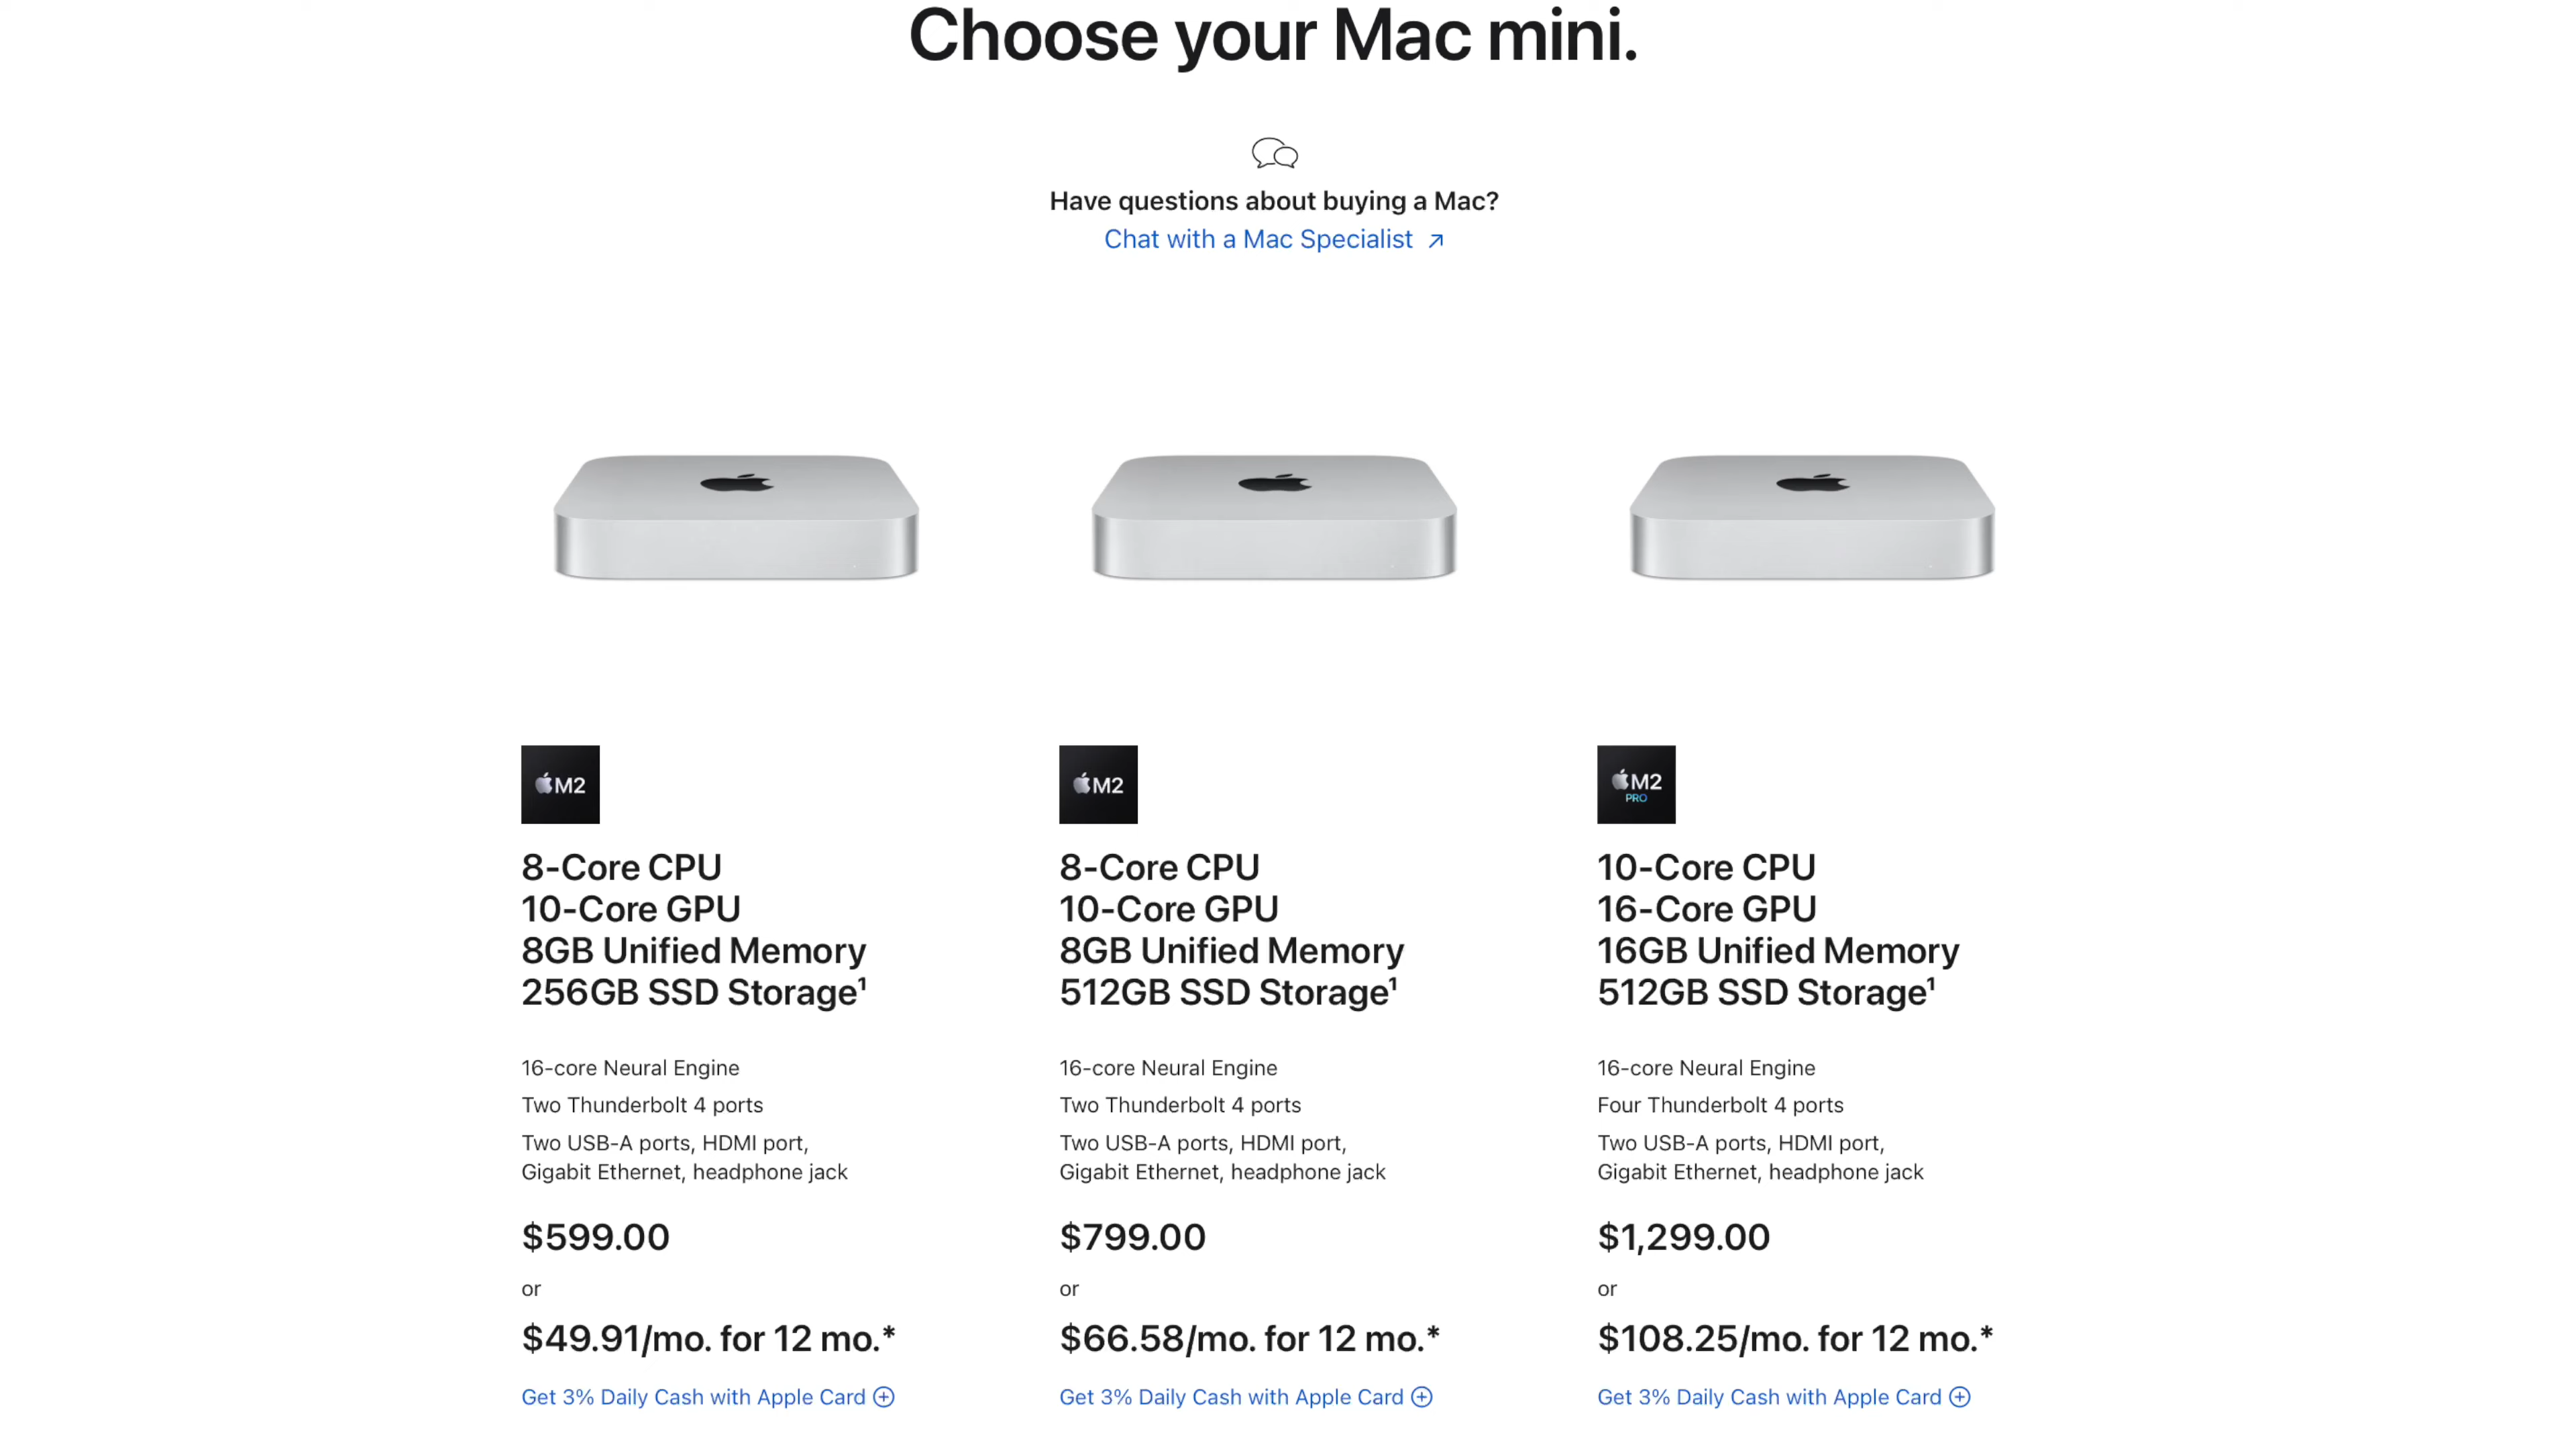 Choose your Mac mini.
Have questions about buying a Mac?
Chat with a Mac Specialist ↗
M2
8-Core CPU
10-Core GPU
8GB Unified Memory
256GB SSD Storage¹
16-core Neural Engine
Two Thunderbolt 4 ports
Two USB-A ports, HDMI port,
Gigabit Ethernet, headphone jack
$599.00
or
$49.91/mo. for 12 mo.*
Get 3% Daily Cash with Apple Card
M2
8-Core CPU
10-Core GPU
8GB Unified Memory
512GB SSD Storage¹
16-core Neural Engine
Two Thunderbolt 4 ports
Two USB-A ports, HDMI port,
Gigabit Ethernet, headphone jack
$799.00
or
$66.58/mo. for 12 mo.*
Get 3% Daily Cash with Apple Card
M2
PRO
10-Core CPU
16-Core GPU
16GB Unified Memory
512GB SSD Storage¹
16-core Neural Engine
Four Thunderbolt 4 ports
Two USB-A ports, HDMI port,
Gigabit Ethernet, headphone jack
$1,299.00
or
$108.25/mo. for 12 mo.*
Get 3% Daily Cash with Apple Card